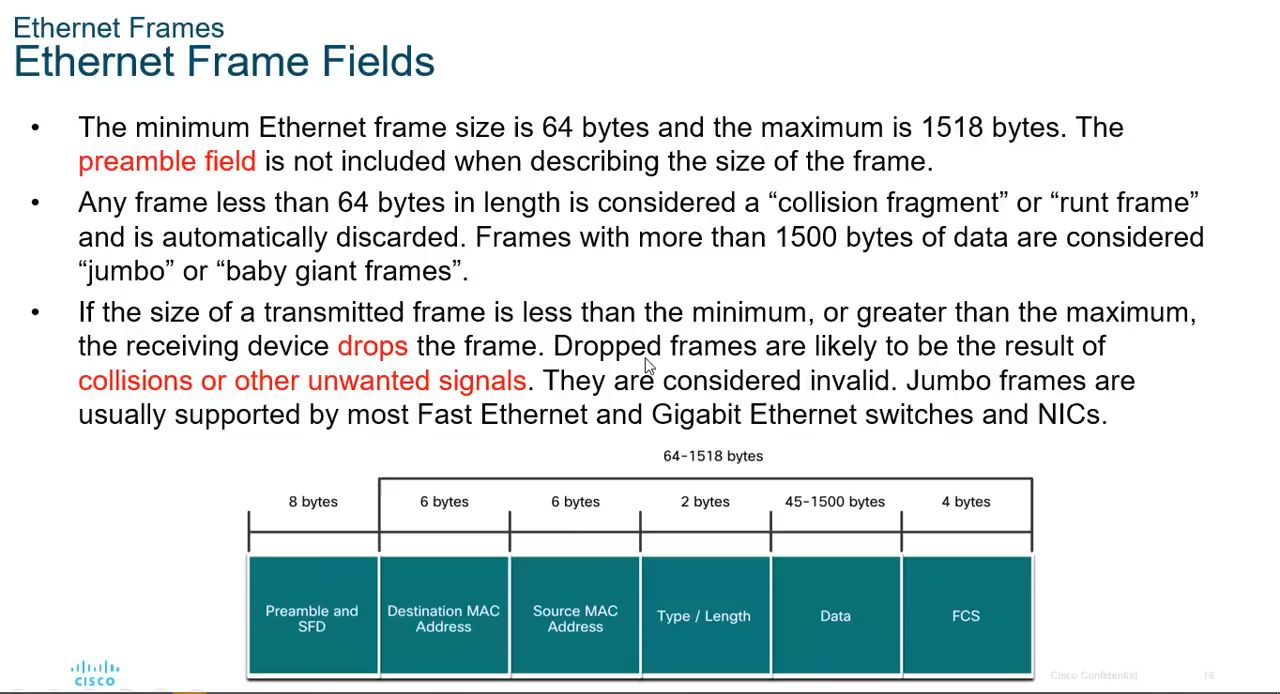 Ethernet Frames
Ethernet Frame Fields
• The minimum Ethernet frame size is 64 bytes and the maximum is 1518 bytes. The
preamble field is not included when describing the size of the frame.
• Any frame less than 64 bytes in length is considered a “collision fragment” or “runt frame”
and is automatically discarded. Frames with more than 1500 bytes of data are considered
“jumbo” or “baby giant frames”.
• If the size of a transmitted frame is less than the minimum, or greater than the maximum,
the receiving device drops the frame. Dropped frames are likely to be the result of
collisions or other unwanted signals. They are considered invalid. Jumbo frames are
usually supported by most Fast Ethernet and Gigabit Ethernet switches and NICs.
64-1518 bytes
8 bytes
6 bytes
6 bytes
2 bytes
45-1500 bytes
4 bytes
Preamble and
SFD
Destination MAC
Address
Source MAC
Address
Type / Length
Data
FCS
CISCO
Cisco Confidential
16